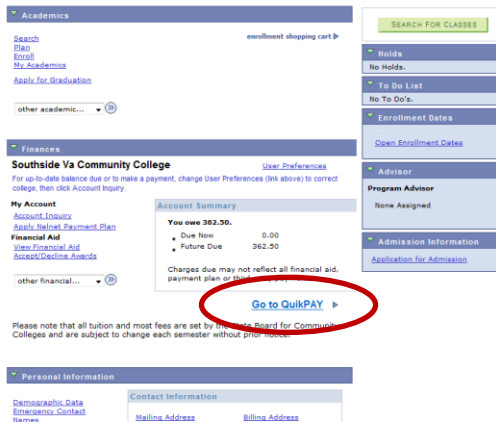 Academics
Search
Plan
Enroll
My Academics
Apply for Graduation
enrollment shopping cart
other academic...
Finances
Southside Va Community College
User Preferences
For up-to-date balance due or to make a payment, change User Preferences (link above) to correct
college, then click Account Inquiry.
My Account
Account Inquiry
Apply Nelnet Payment Plan
Financial Aid
View Financial Aid
Accept/Decline Awards
other financial...
Account Summary
You owe 362.50.
Due Now 0.00
Future Due 362.50
Charges due may not reflect all financial aid,
payment plan or third
Go to QuikPAY
Please note that all tuition and most fees are set by the State Board for Community
Colleges and are subject to change each semester without prior notice.
Personal Information
Demographic Data
Emergency Contact
Names
Contact Information
Mailing Address
Billing Address
SEARCH FOR CLASSES
Holds
No Holds.
To Do List
No To Do's.
Enrollment Dates
Open Enrollment Dates
Advisor
Program Advisor
None Assigned
Admission Information
Application for Admission